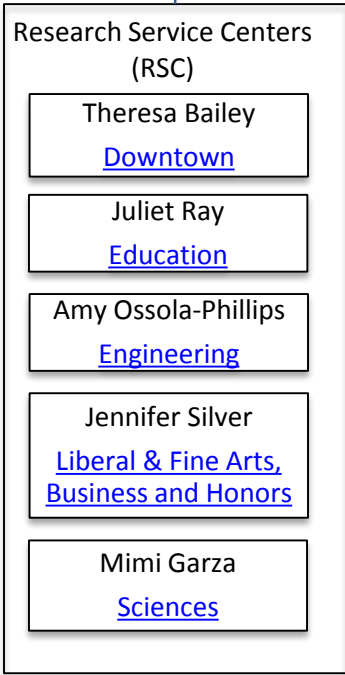 Research Service Centers
(RSC)
Theresa Bailey
Downtown
Juliet Ray
Education
Amy Ossola-Phillips
Engineering
Jennifer Silver
Liberal & Fine Arts,
Business and Honors
Mimi Garza
Sciences